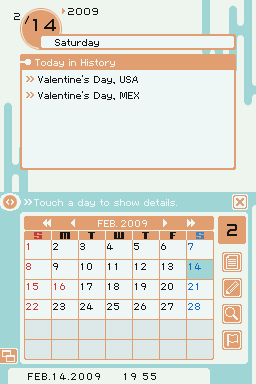 2/14 2009
Saturday
Today in History
>> Valentine's Day, USA
>> Valentine's Day, MEX
>>Touch a day to show details.
FEB. 2009
2
S M T W T F S
1 2 3 4 5 6 7
8 9 10 11 12 13 14
15 16 17 18 19 20 21
22 23 24 25 26 27 28
FEB.14.2009 19 55